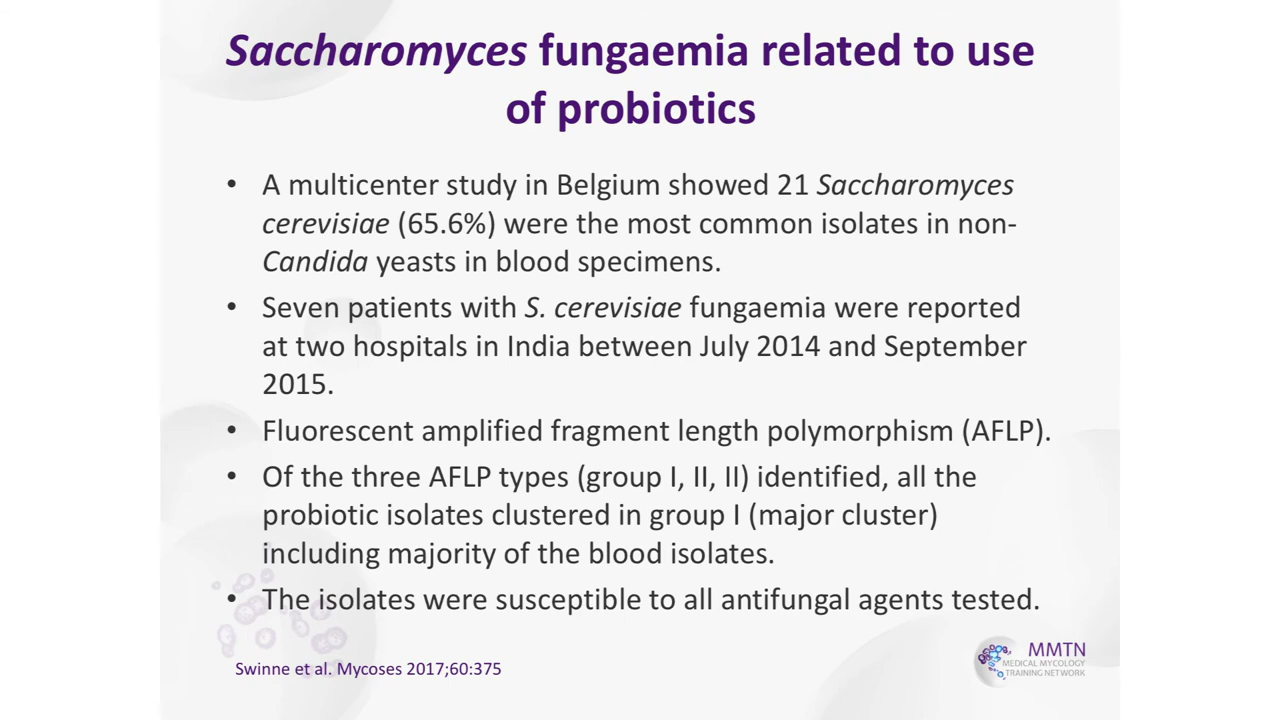 Saccharomyces fungaemia related to use
of probiotics
• A multicenter study in Belgium showed 21 Saccharomyces
cerevisiae (65.6%) were the most common isolates in non-
Candida yeasts in blood specimens.
• Seven patients with S. cerevisiae fungaemia were reported
at two hospitals in India between July 2014 and September
2015.
• Fluorescent amplified fragment length polymorphism (AFLP).
• Of the three AFLP types (group I, II, II) identified, all the
probiotic isolates clustered in group I (major cluster)
including majority of the blood isolates.
• The isolates were susceptible to all antifungal agents tested.
Swinne et al. Mycoses 2017;60:375
MMTN
MEDICAL MYCOLOGY
TRAINING NETWORK